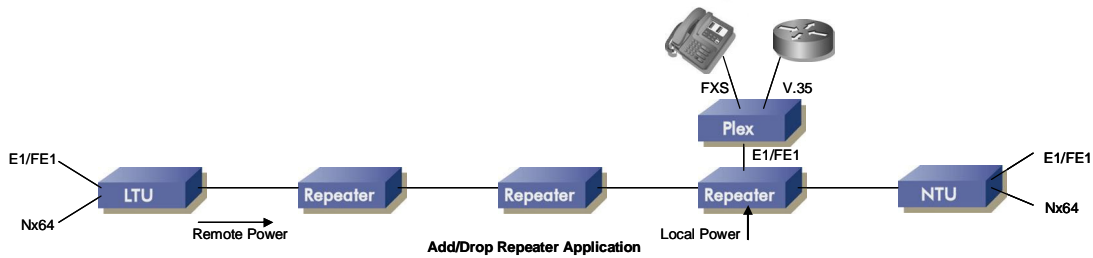 FXS
V.35
Plex
E1/FE1
E1/FE1
E1/FE1
LTU
Repeater
Repeater
Repeater
NTU
Nx64
Nx64
Remote Power
Local Power
Add/Drop Repeater Application